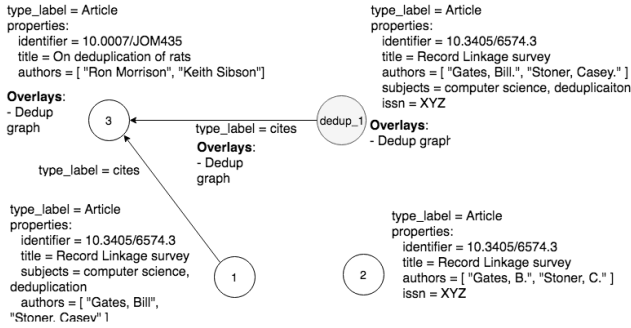 type_label = Article
properties:
identifier = 10.0007/JOM435
title = On deduplication of rats
authors = [ "Ron Morrison", "Keith Sibson"]
Overlays:
- Dedup
graph
3
type_label = Article
properties:
identifier = 10.3405/6574.3
title = Record Linkage survey
authors = [ "Gates, Bill.", "Stoner, Casey." ]
subjects = computer science, deduplicaiton
issn = XYZ
dedup_1
Overlays:
- Dedup graph
type_label = cites
Overlays:
- Dedup
graph
type_label = cites
type_label = Article
properties:
identifier = 10.3405/6574.3
title = Record Linkage survey
subjects = computer science,
deduplication
authors = [ "Gates, Bill",
"Stoner, Casey" ]
1
2
type_label = Article
properties:
identifier = 10.3405/6574.3
title = Record Linkage survey
authors = [ "Gates, B.", "Stoner, C." ]
issn = XYZ